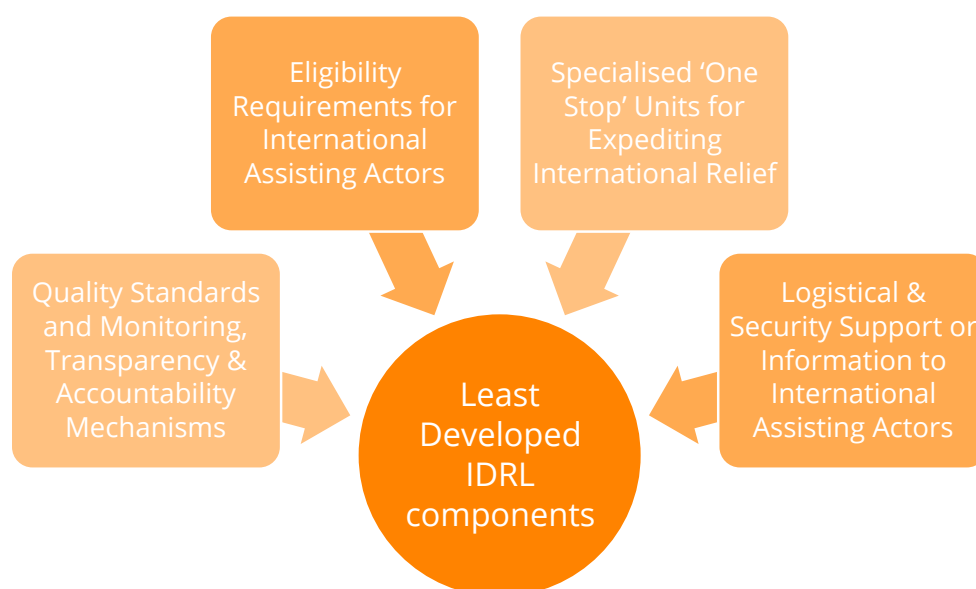 Eligibility
Requirements for
International
Assisting Actors
Specialised ‘One
Stop’ Units for
Expediting
International Relief
Quality Standards
and Monitoring,
Transparency &
Accountability
Mechanisms
Logistical &
Security Support or
Information to
International
Assisting Actors
Least
Developed
IDRL
components